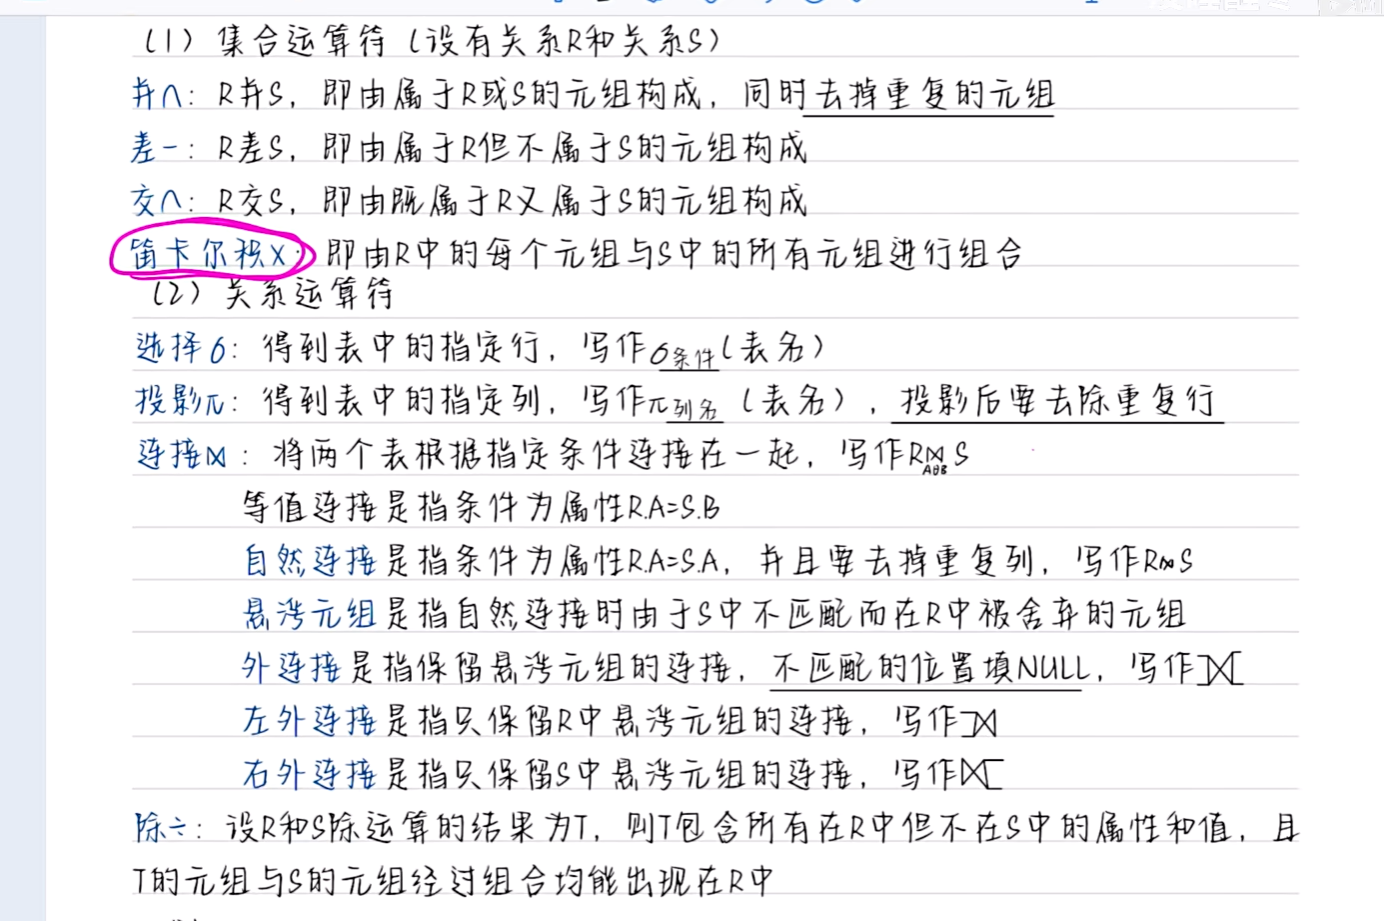 （1）集合运算符（设有关系R和关系S）
并∩：R并S，即由属于R或S的元组构成，同时去掉重复的元组
差-：R差S，即由属于R但不属于S的元组构成
交∩：R交S，即由既属于R又属于S的元组构成
笛卡尔积X：即由R中的每个元组与S中的所有元组进行组合
（2）关系运算符
选择σ：得到表中的指定行，写作σ条件（表名）
投影π：得到表中的指定列，写作π列名（表名），投影后要去除重复行
连接⋈：将两个表根据指定条件连接在一起，写作R⋈S
AθB
等值连接是指条件为属性R.A=S.B
自然连接是指条件为属性R.A=S.A，并且要去掉重复列，写作R⋈S
悬浮元组是指自然连接时由于S中不匹配而在R中被舍弃的元组
外连接是指保留悬浮元组的连接，不匹配的位置填NULL，写作⟗
左外连接是指只保留R中悬浮元组的连接，写作⟕
右外连接是指只保留S中悬浮元组的连接，写作⟖
除÷：设R和S除运算的结果为T，则T包含所有在R中但不在S中的属性和值，且
T的元组与S的元组经过组合均能出现在R中